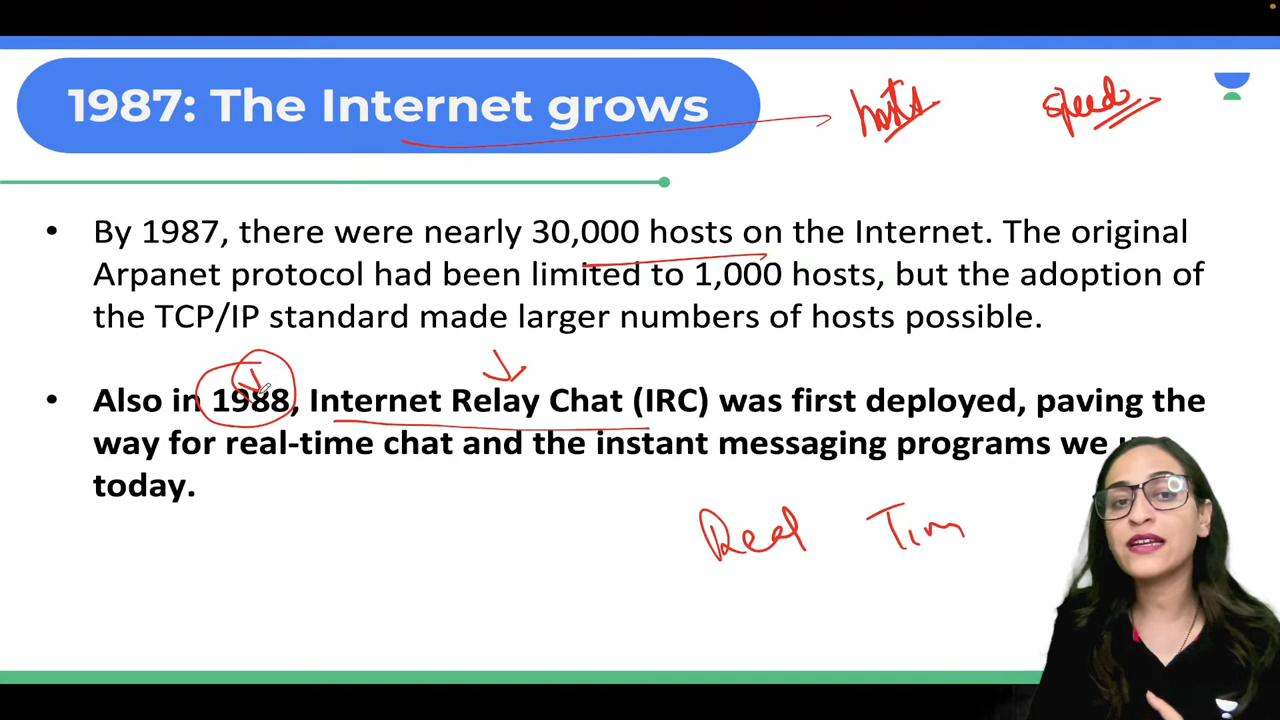 1987: The Internet grows
hosts speed
• By 1987, there were nearly 30,000 hosts on the Internet. The original
Arpanet protocol had been limited to 1,000 hosts, but the adoption of
the TCP/IP standard made larger numbers of hosts possible.
• Also in 1988, Internet Relay Chat (IRC) was first deployed, paving the
way for real-time chat and the instant messaging programs we
today.
Real Tim